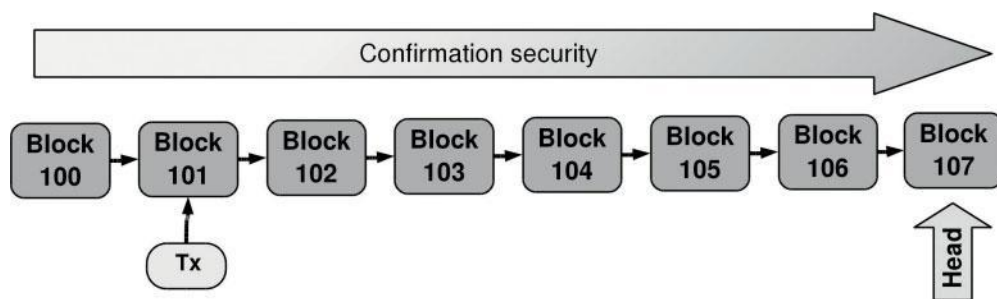 Confirmation security
Block 100
Block 101
Block 102
Block 103
Block 104
Block 105
Block 106
Block 107
Tx
Head